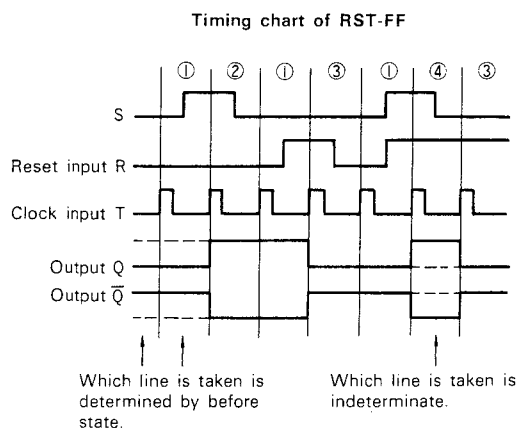 Timing chart of RST-FF
① ② ① ③ ① ④ ③
S
Reset input R
Clock input T
Output Q
Output Q̅
Which line is taken is
determined by before
state.
Which line is taken is
indeterminate.